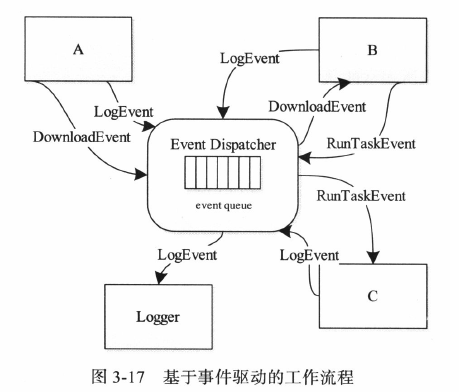 A
B
LogEvent
LogEvent
DownloadEvent
DownloadEvent
RunTaskEvent
Event Dispatcher
event queue
RunTaskEvent
LogEvent
LogEvent
Logger
C
图 3-17 基于事件驱动的工作流程